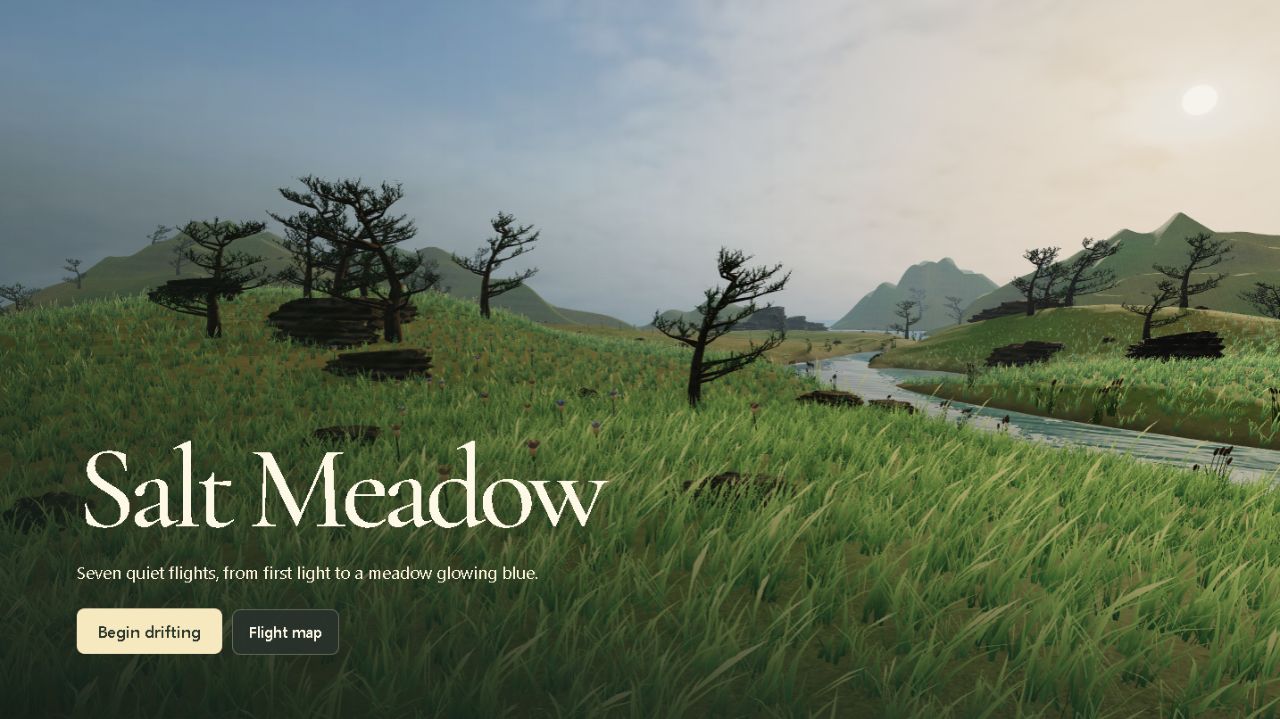 Salt Meadow
Seven quiet flights, from first light to a meadow glowing blue.
Begin drifting
Flight map